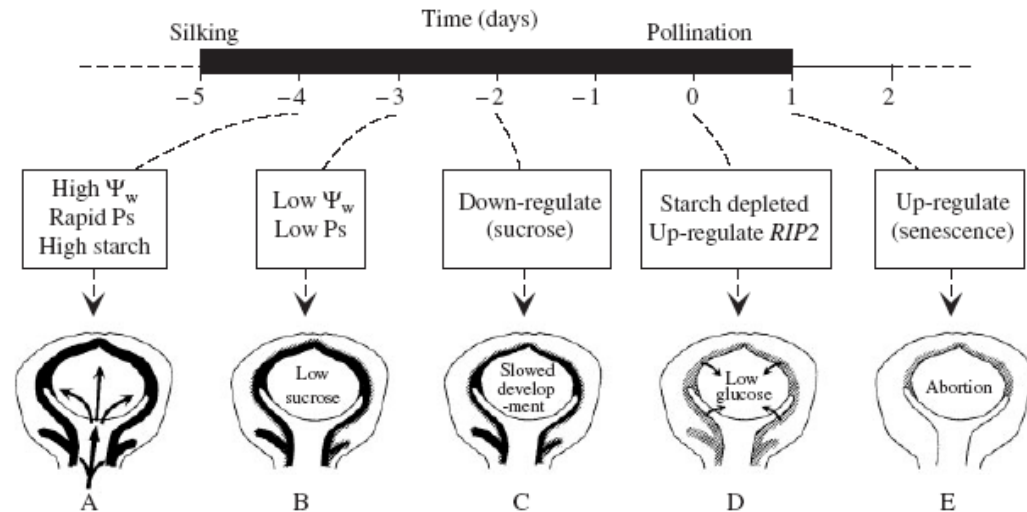 Time (days)
Silking
Pollination
−5 −4 −3 −2 −1 0 1 2
High Ψw
Rapid Ps
High starch
Low Ψw
Low Ps
Down-regulate
(sucrose)
Starch depleted
Up-regulate RIP2
Up-regulate
(senescence)
Low
sucrose
Slowed
develop
-ment
Low
glucose
Abortion
A B C D E